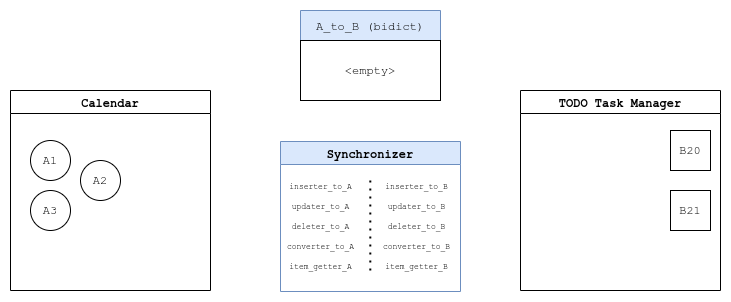 A_to_B (bidict)
<empty>
Calendar
A1
A2
A3
Synchronizer
inserter_to_A inserter_to_B
updater_to_A updater_to_B
deleter_to_A deleter_to_B
converter_to_A converter_to_B
item_getter_A item_getter_B
TODO Task Manager
B20
B21